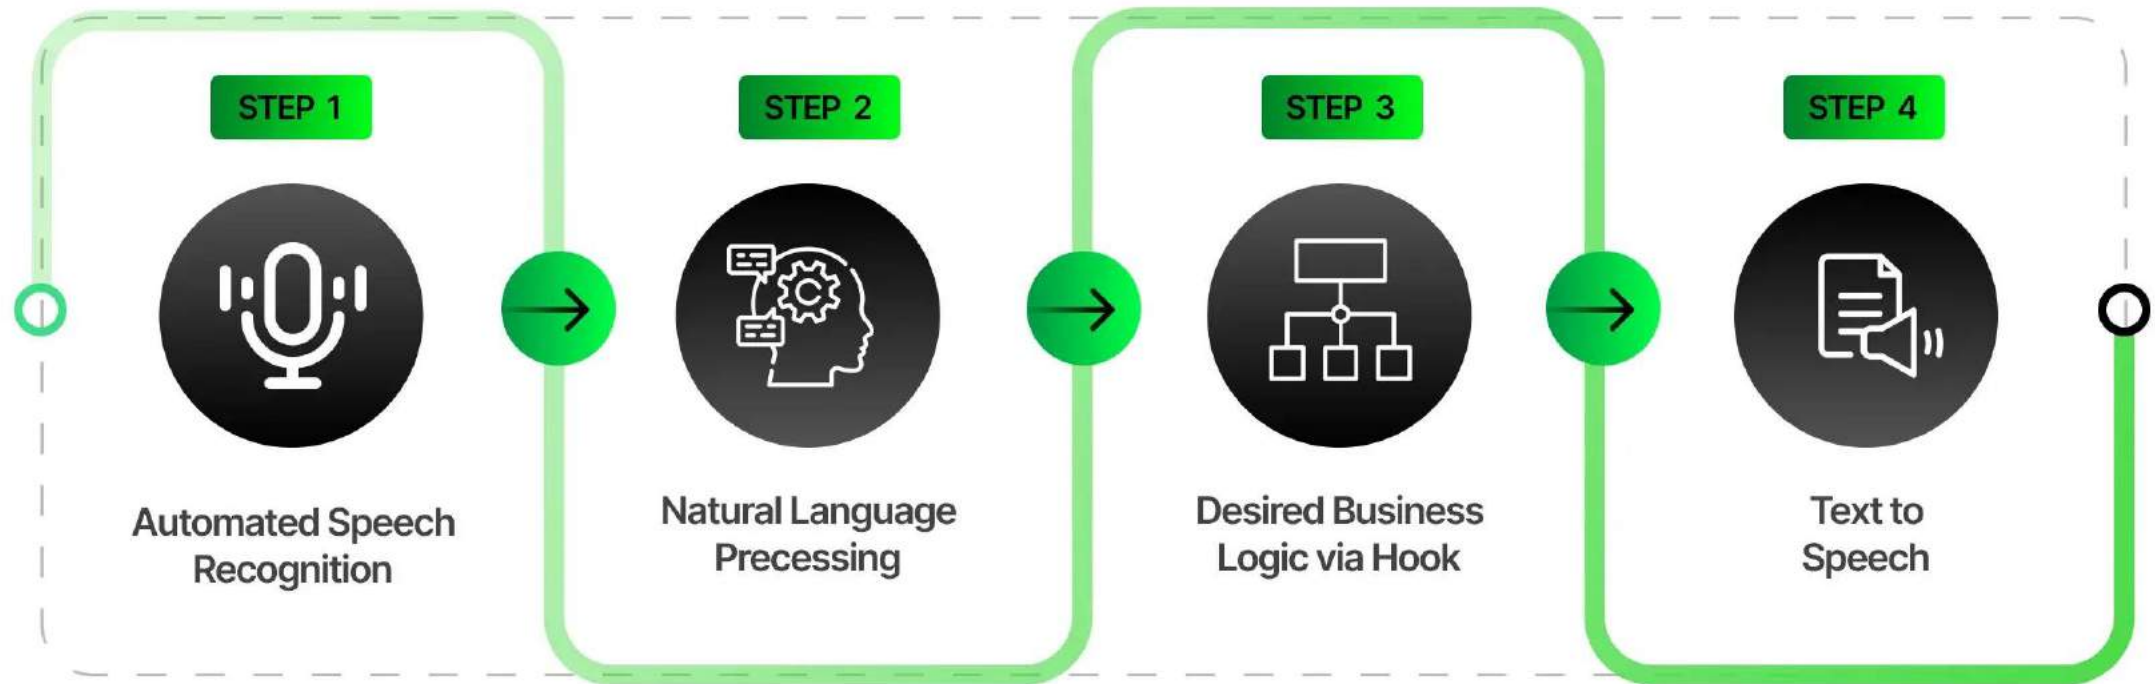 STEP 1
Automated Speech
Recognition
STEP 2
Natural Language
Precessing
STEP 3
Desired Business
Logic via Hook
STEP 4
Text to
Speech